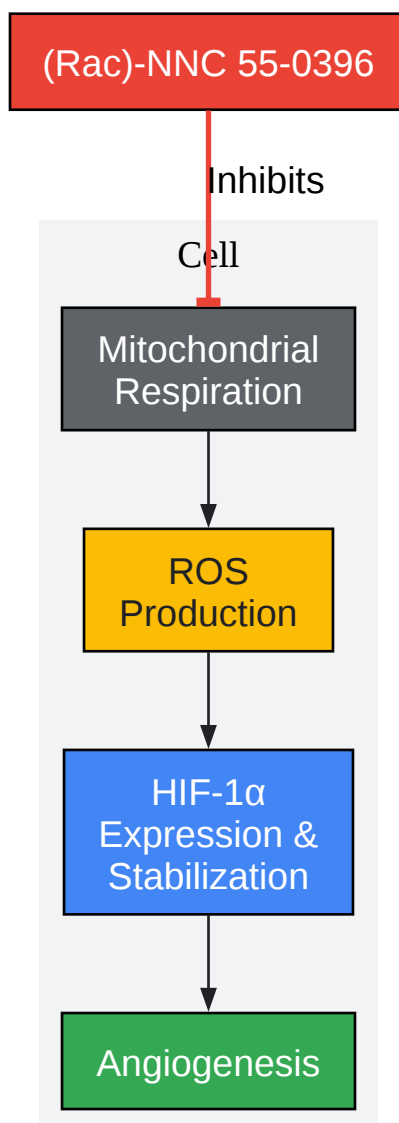 (Rac)-NNC 55-0396
Inhibits
Cell
Mitochondrial
Respiration
ROS
Production
HIF-1α
Expression &
Stabilization
Angiogenesis